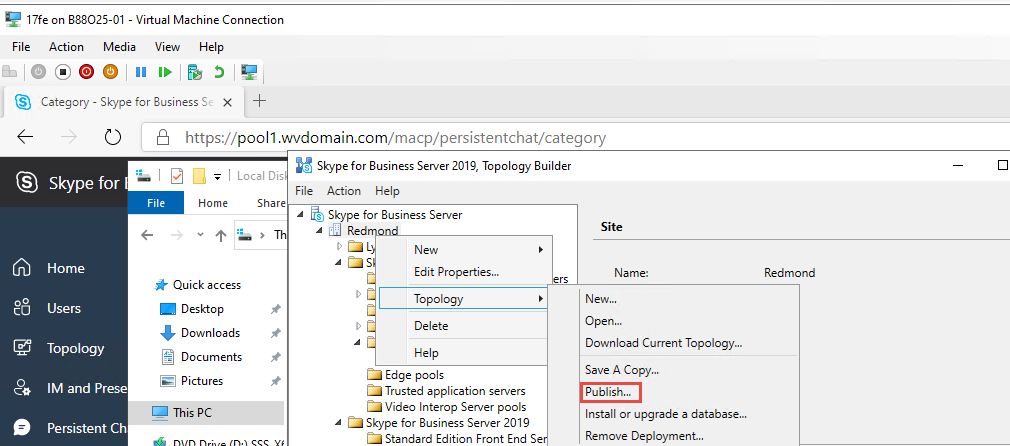 17fe on B88O25-01 - Virtual Machine Connection
File Action Media View Help
Category - Skype for Business Se
https://pool1.wvdomain.com/macp/persistentchat/category
Skype for B
Home
Users
Topology
IM and Prese
Persistent Cha
Local Disk
File Home Share
Th
Quick access
Desktop
Downloads
Documents
Pictures
This PC
DVD Drive (D:) SSS_Xf
Skype for Business Server 2019, Topology Builder
File Action Help
Skype for Business Server
Redmond
Ly
Sk
ers
Edge pools
Trusted application servers
Video Interop Server pools
Skype for Business Server 2019
Standard Edition Front End Ser
New
Edit Properties...
Topology
Delete
Help
New...
Open...
Download Current Topology...
Save A Copy...
Publish...
Install or upgrade a database...
Remove Deployment...
Site
Name: Redmond